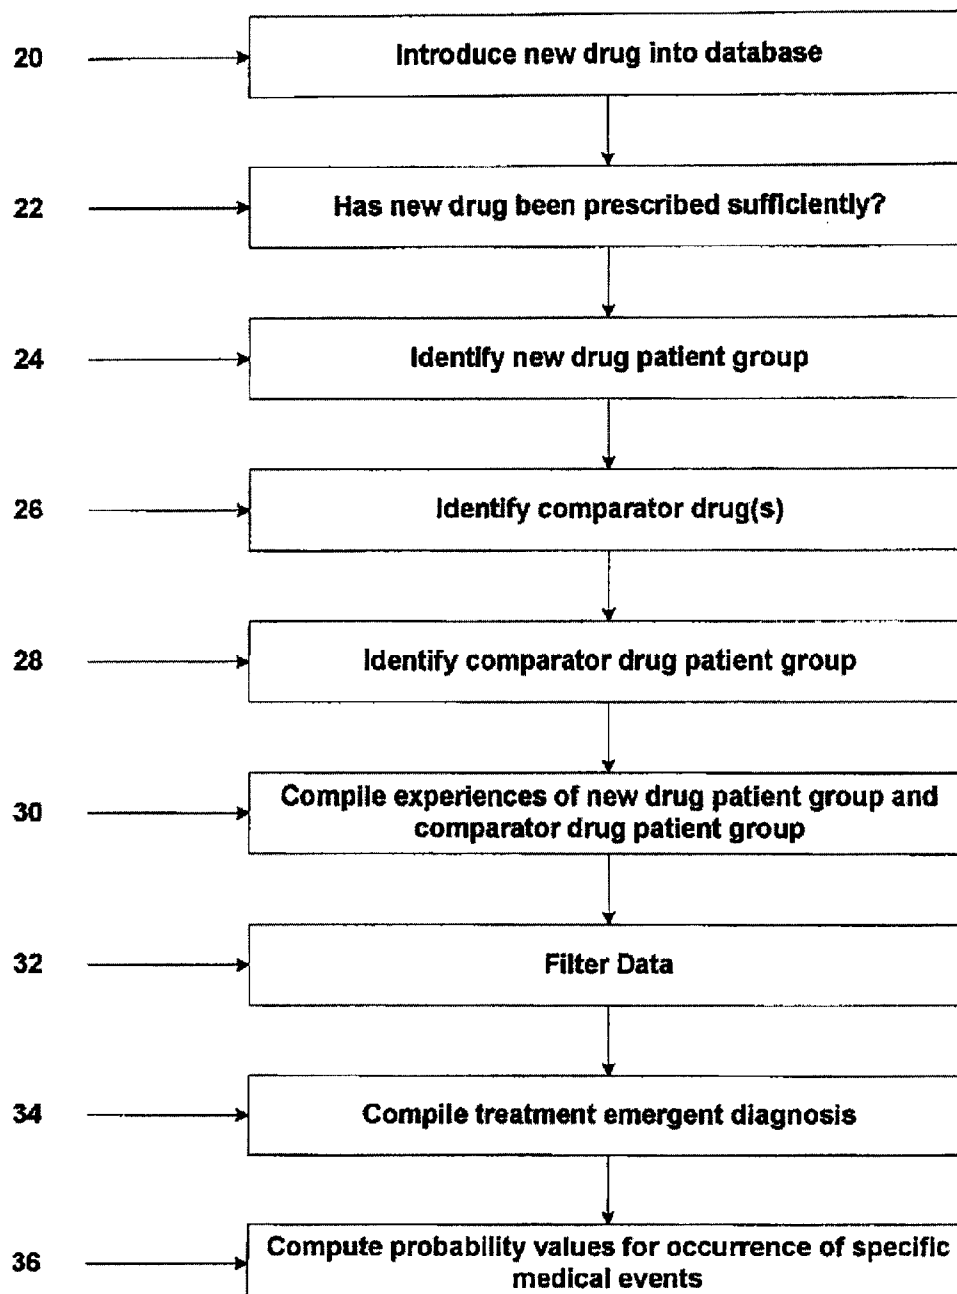 20 Introduce new drug into database
22 Has new drug been prescribed sufficiently?
24 Identify new drug patient group
26 Identify comparator drug(s)
28 Identify comparator drug patient group
30 Compile experiences of new drug patient group and
comparator drug patient group
32 Filter Data
34 Compile treatment emergent diagnosis
36 Compute probability values for occurrence of specific
medical events